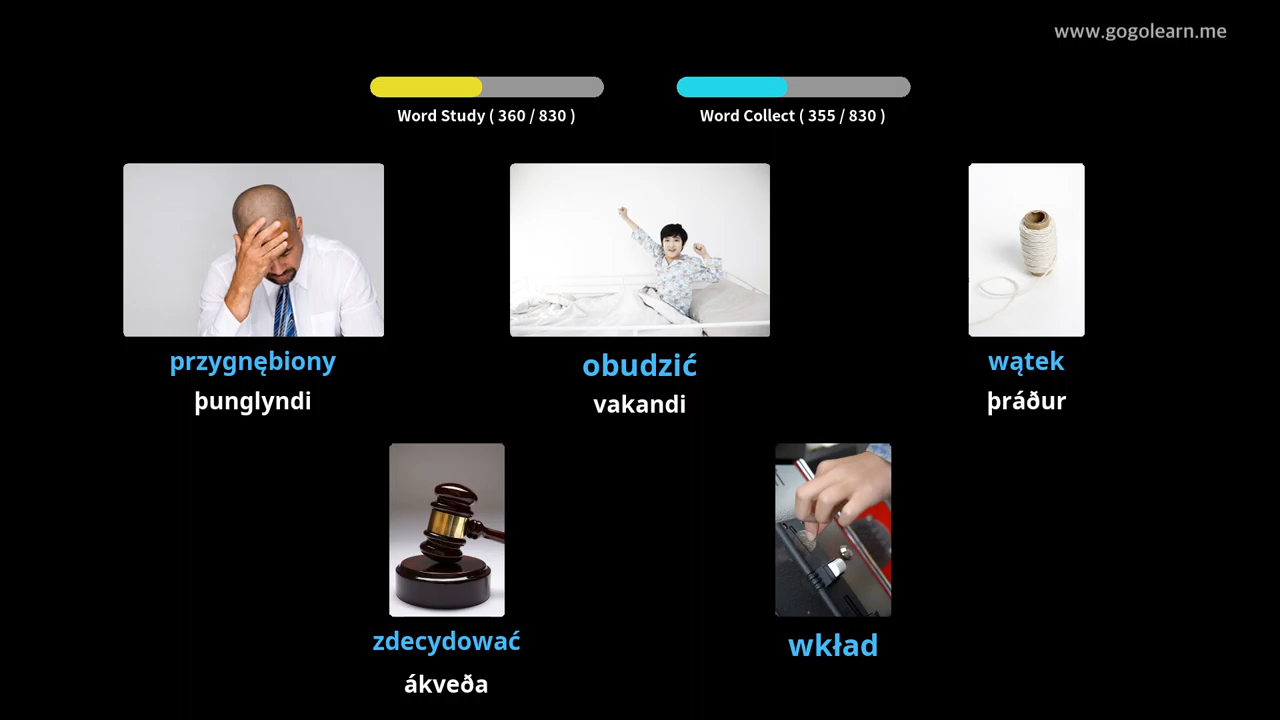 www.gogolearn.me
Word Study ( 360 / 830 )
Word Collect ( 355 / 830 )
przygnębiony
þunglyndi
obudzić
vakandi
wątek
þráður
zdecydować
ákveða
wkład